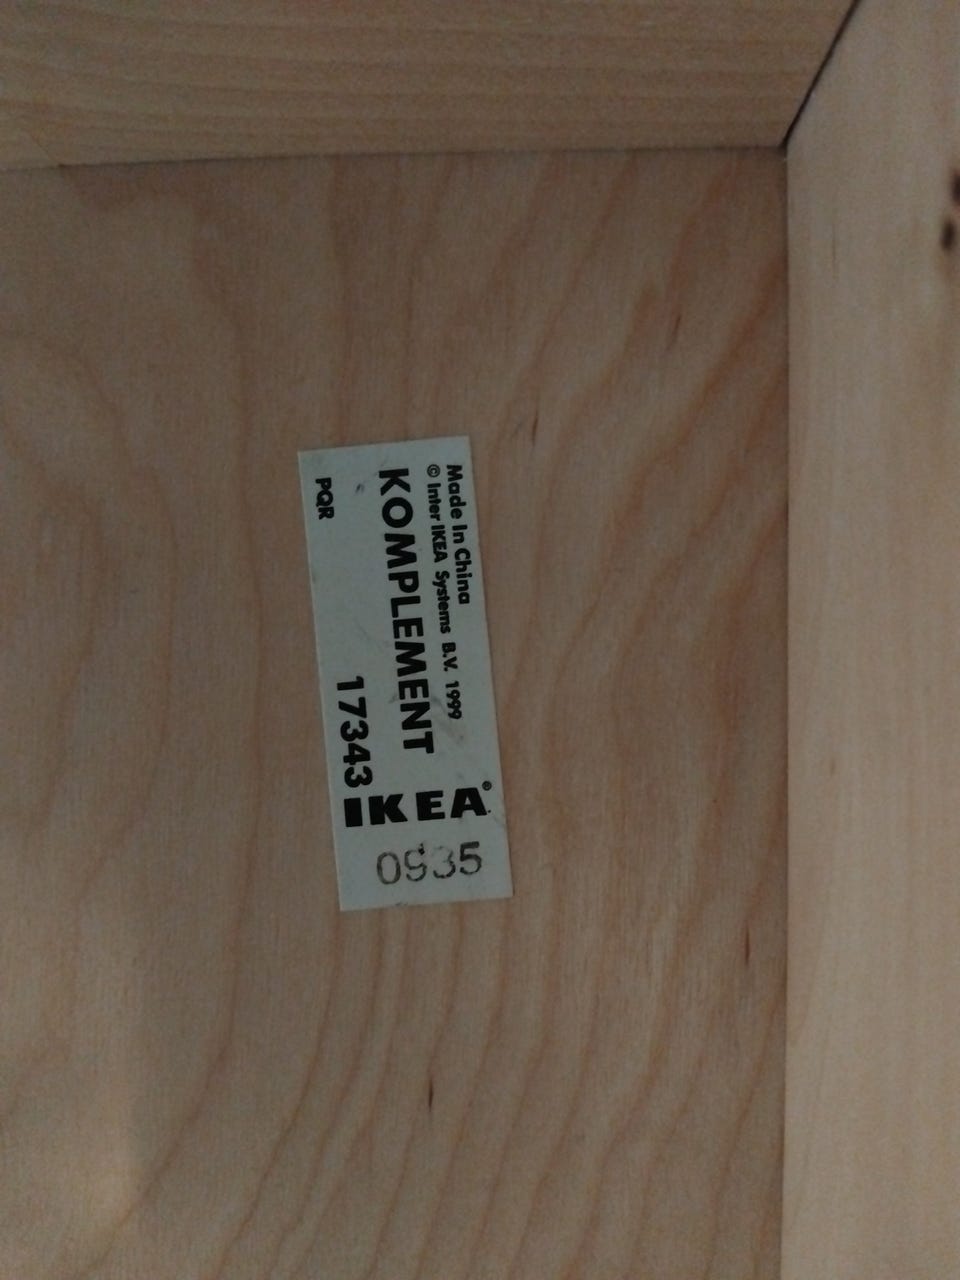 Made In China
© Inter IKEA Systems B.V. 1999
KOMPLEMENT
17343
PQR
IKEA®
0935